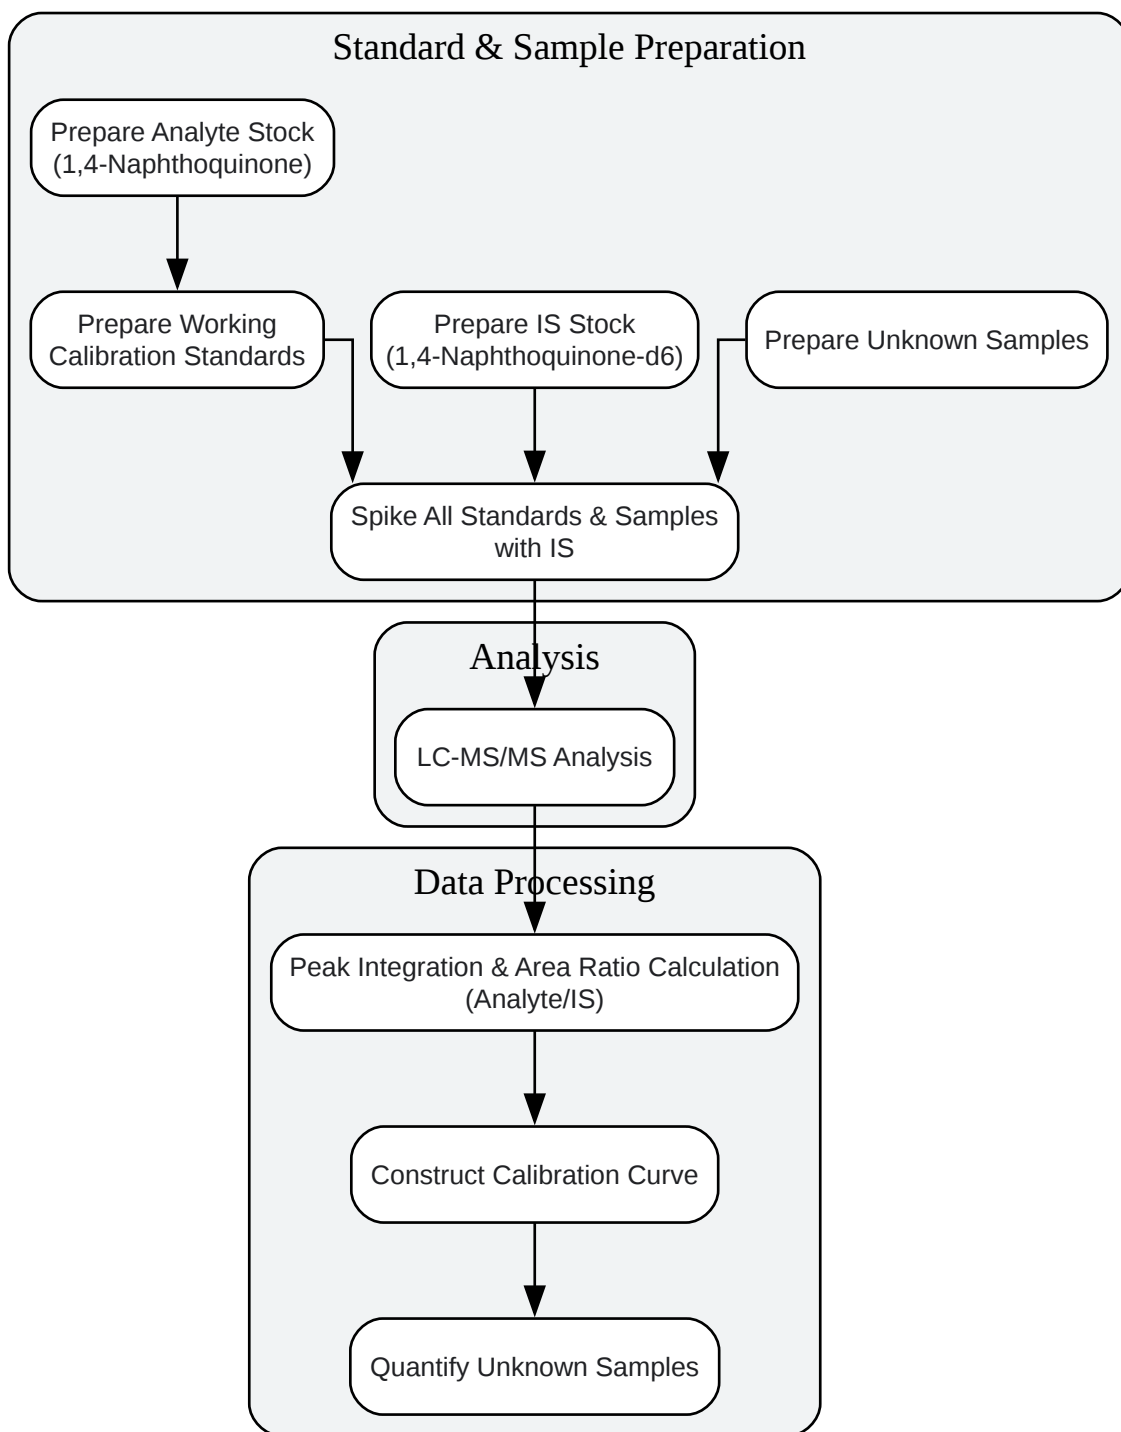 Standard & Sample Preparation
Prepare Analyte Stock
(1,4-Naphthoquinone)
Prepare Working
Calibration Standards
Prepare IS Stock
(1,4-Naphthoquinone-d6)
Prepare Unknown Samples
Spike All Standards & Samples
with IS
Analysis
LC-MS/MS Analysis
Data Processing
Peak Integration & Area Ratio Calculation
(Analyte/IS)
Construct Calibration Curve
Quantify Unknown Samples